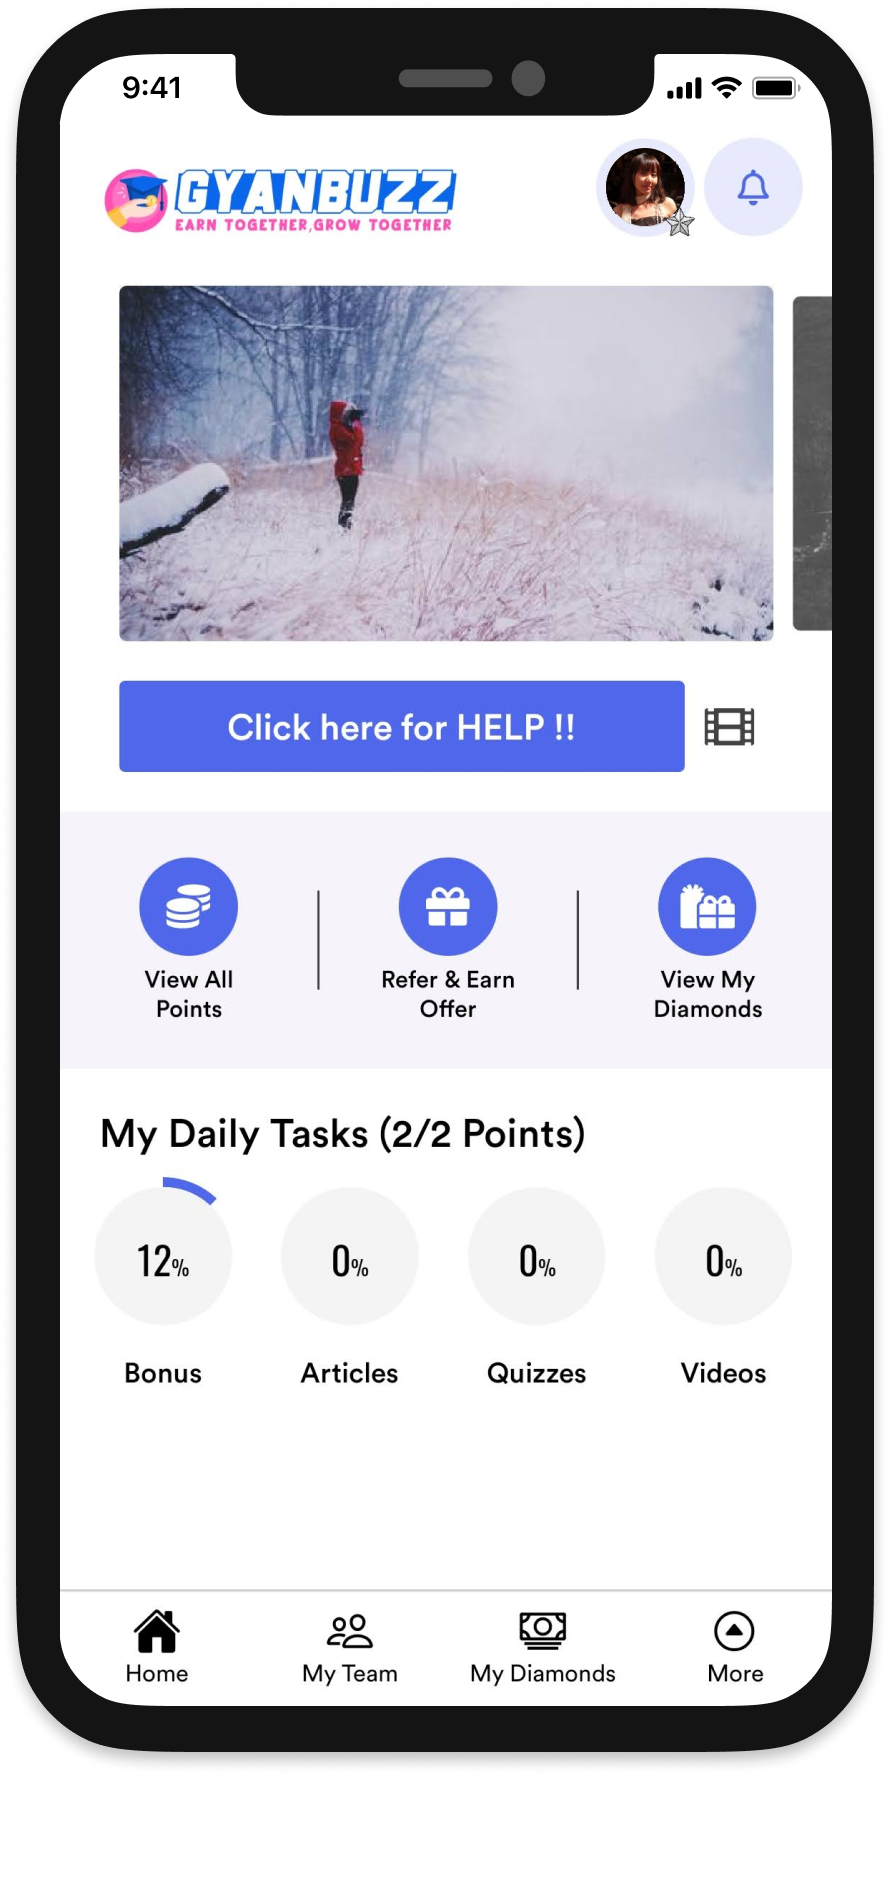 9:41
GYANBUZZ
EARN TOGETHER,GROW TOGETHER
Click here for HELP !!
View All
Points
Refer & Earn
Offer
View My
Diamonds
My Daily Tasks (2/2 Points)
12%
0%
0%
0%
Bonus
Articles
Quizzes
Videos
Home
My Team
My Diamonds
More